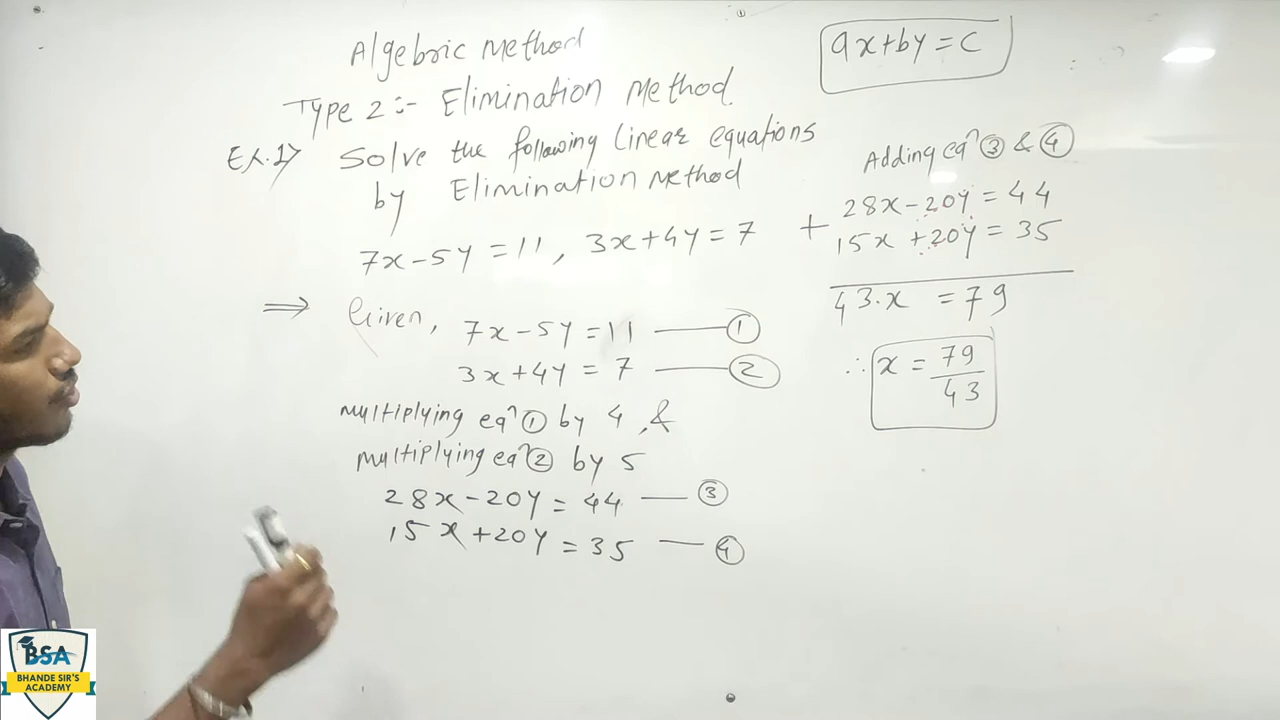 Algebric Method
Type 2 :- Elimination Method.
Ex.1> Solve the following linear equations
by Elimination Method
7x-5y = 11, 3x+4y = 7
⇒ Given, 7x-5y = 11 — ①
3x+4y = 7 — ②
multiplying eqⁿ ① by 4, &
multiplying eqⁿ ② by 5
28x-20y = 44 — ③
15x+20y = 35 — ④
ax+by = c
Adding eqⁿ ③ & ④
28x-20y = 44
+ 15x+20y = 35
43.x = 79
∴ x = 79/43
BSA
BHANDE SIR'S
ACADEMY